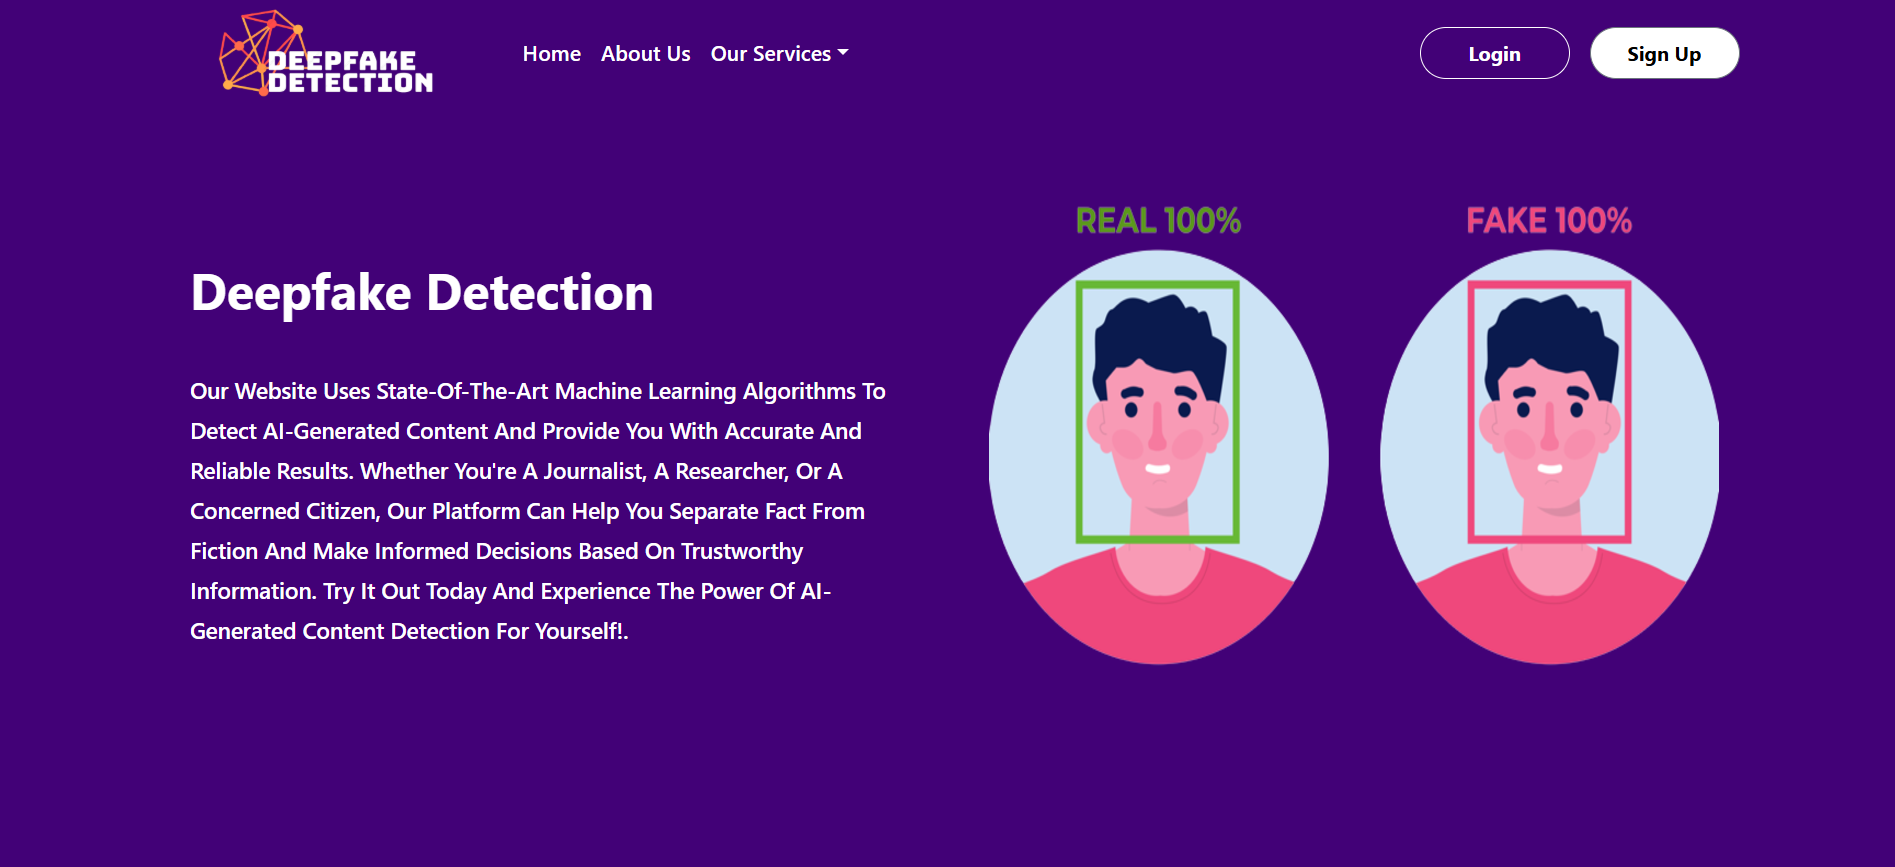 DEEPFAKE
DETECTION
Home About Us Our Services
Login
Sign Up
REAL 100%
FAKE 100%
Deepfake Detection
Our Website Uses State-Of-The-Art Machine Learning Algorithms To
Detect AI-Generated Content And Provide You With Accurate And
Reliable Results. Whether You're A Journalist, A Researcher, Or A
Concerned Citizen, Our Platform Can Help You Separate Fact From
Fiction And Make Informed Decisions Based On Trustworthy
Information. Try It Out Today And Experience The Power Of AI-
Generated Content Detection For Yourself!.